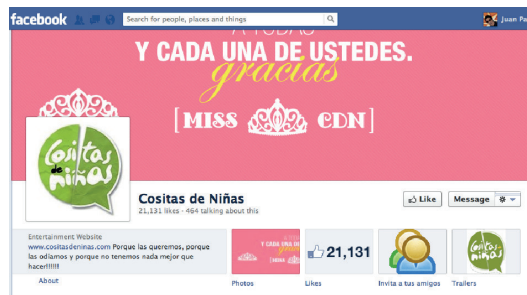 facebook
Search for people, places and things
Juan Pa
A TODAS
Y CADA UNA DE USTEDES.
gracias
[MISS CDN]
Cositas
de
niñas
Cositas de Niñas
21,131 likes · 464 talking about this
Like
Message
Entertainment Website
www.cositasdeninas.com Porque las queremos, porque
las odiamos y porque no tenemos nada mejor que
hacer!!!!!!
About
Y CADA UNA DE
21,131
Cositas
de
niñas
Photos
Likes
Invita a tus amigos
Trailers